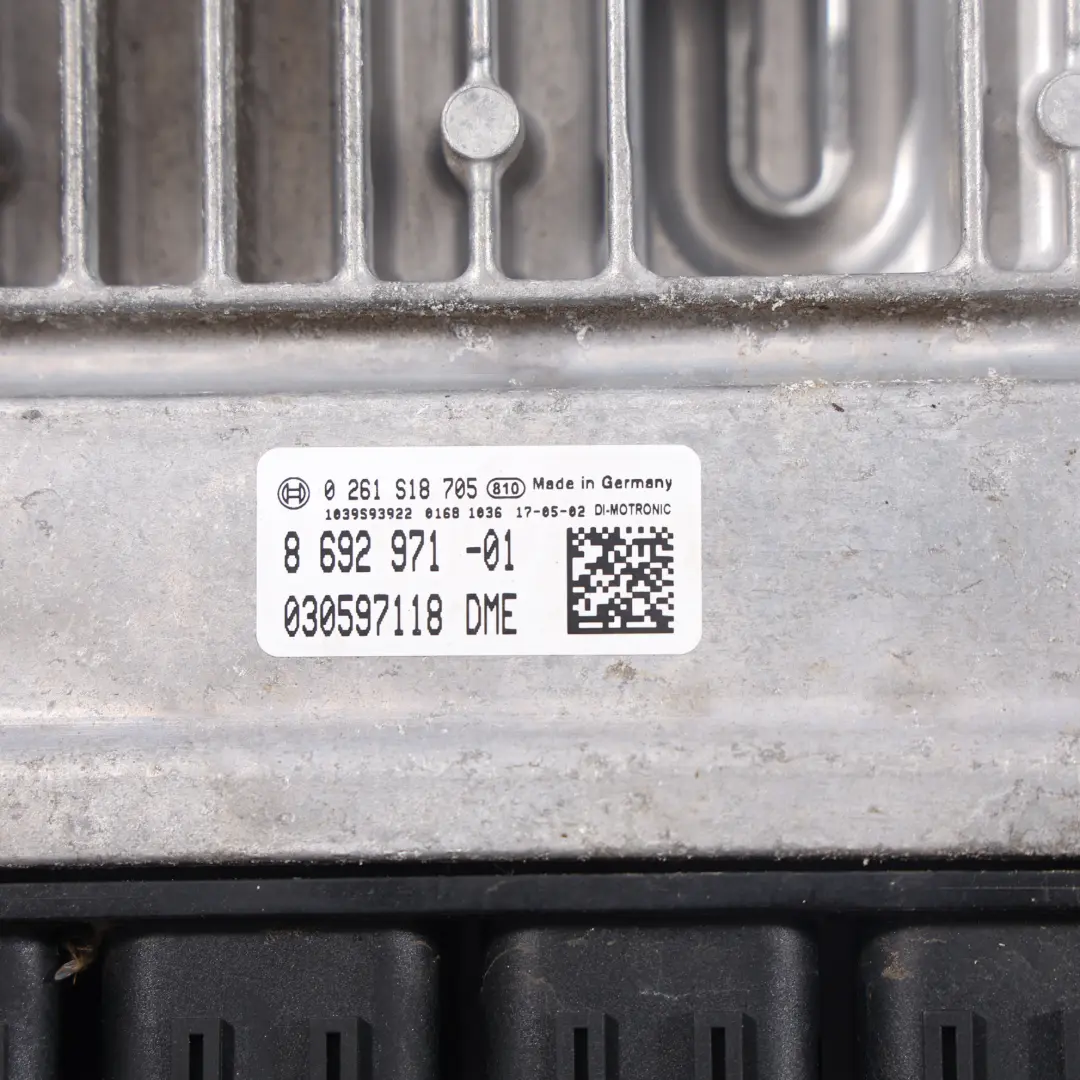 0 261 S18 705 810 Made in Germany
1039S93922 0168 1036 17-05-02 DI-MOTRONIC
8 692 971 -01
030597118 DME